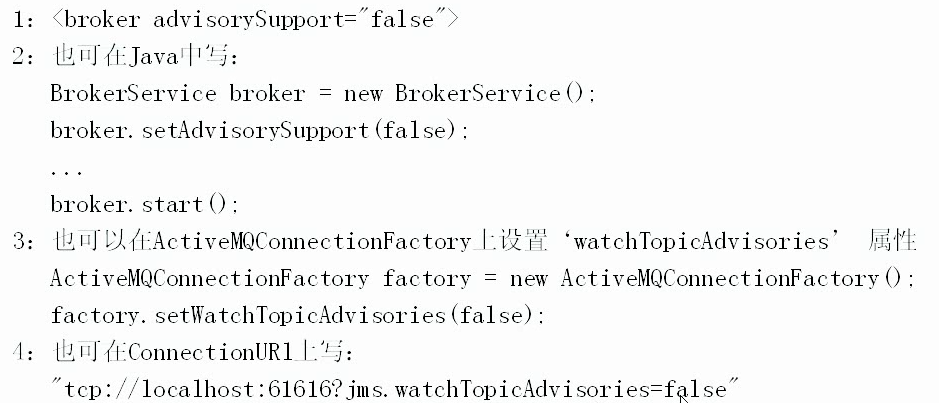 1：<broker advisorySupport="false">
2：也可在Java中写：
BrokerService broker = new BrokerService();
broker.setAdvisorySupport(false);
...
broker.start();
3：也可以在ActiveMQConnectionFactory上设置‘watchTopicAdvisories’ 属性
ActiveMQConnectionFactory factory = new ActiveMQConnectionFactory();
factory.setWatchTopicAdvisories(false);
4：也可在ConnectionURl上写：
"tcp://localhost:61616?jms.watchTopicAdvisories=false"